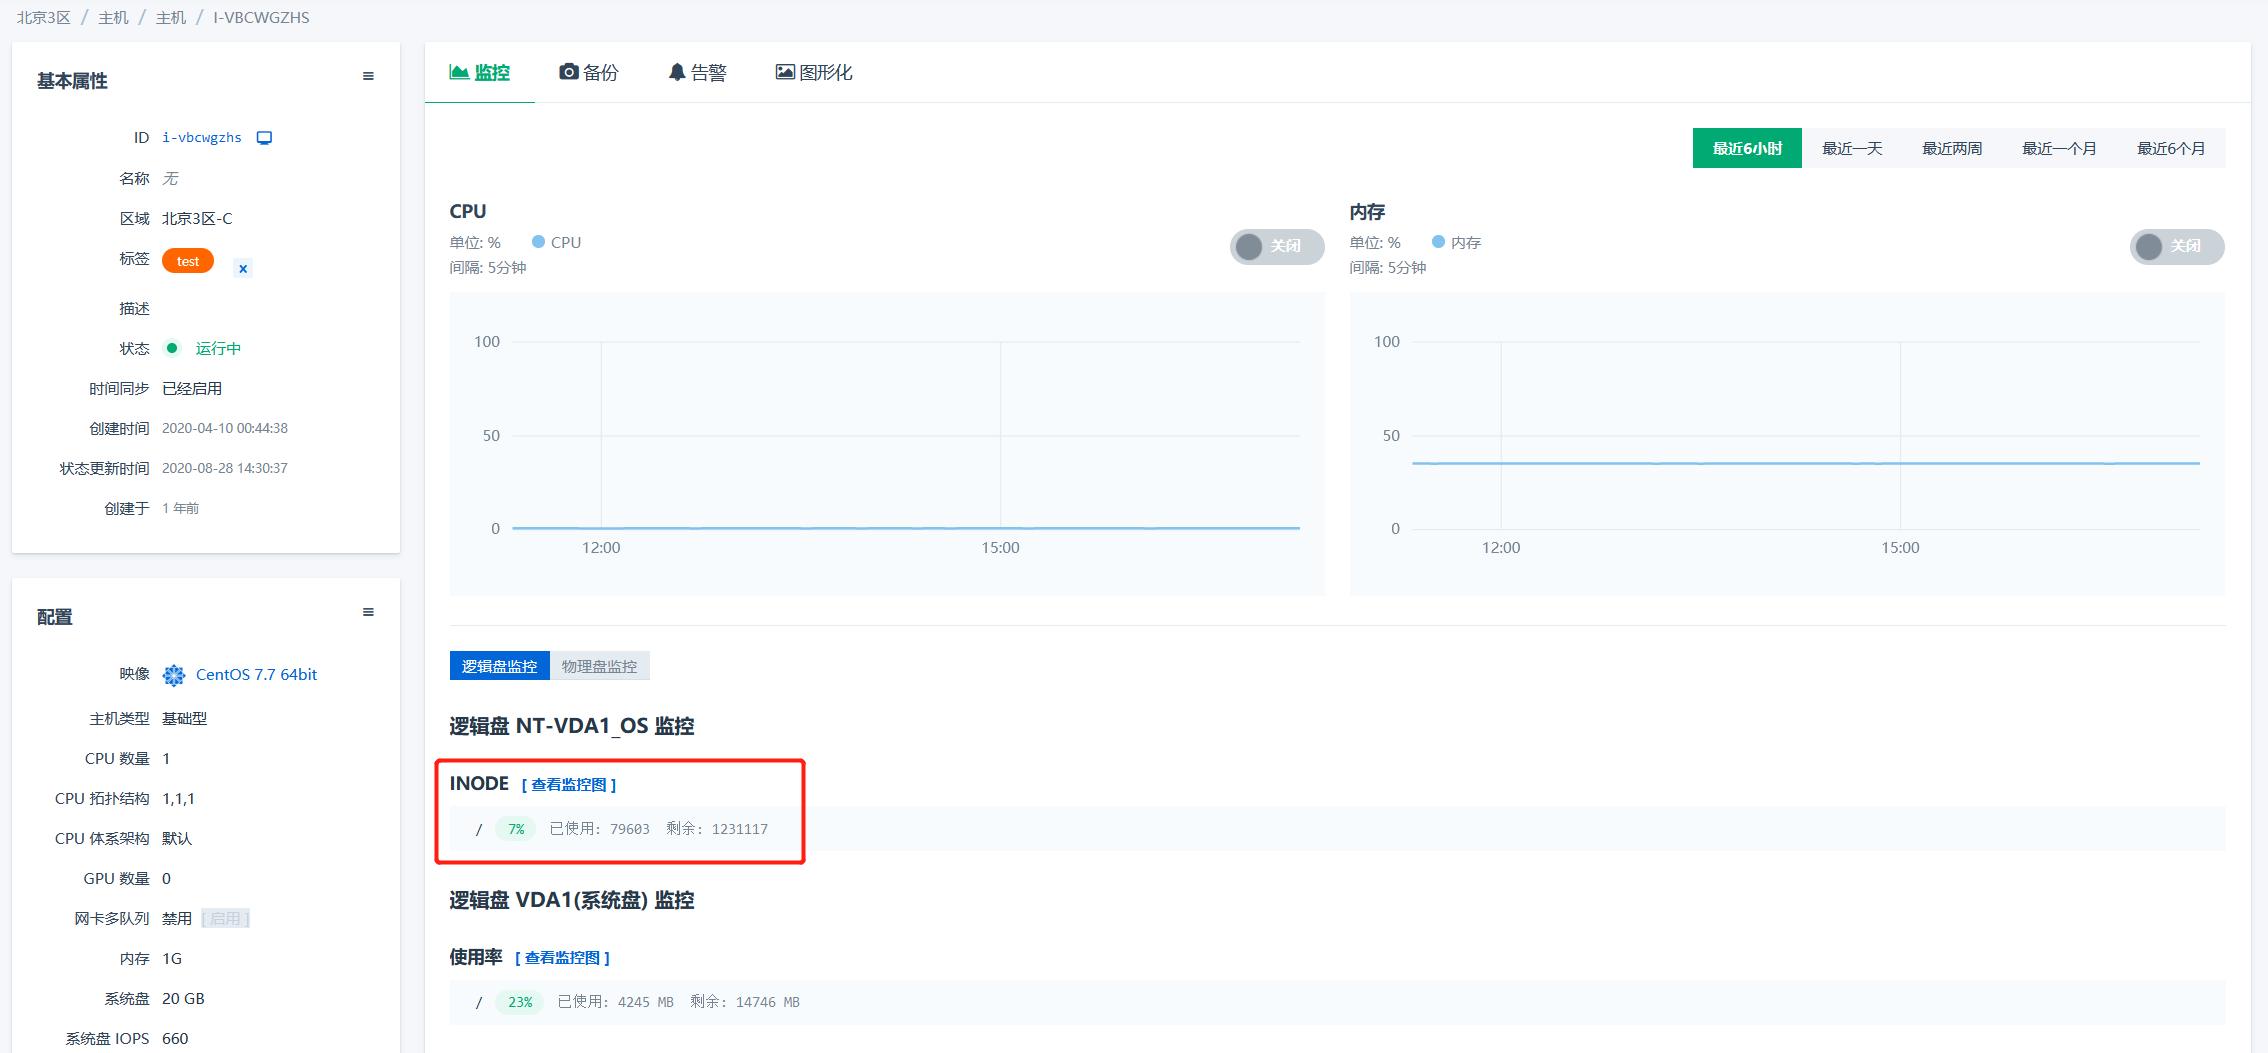 北京3区 / 主机 / 主机 / I-VBCWGZHS
基本属性
ID i-vbcwgzhs
名称 无
区域 北京3区-C
标签 test x
描述
状态 运行中
时间同步 已经启用
创建时间 2020-04-10 00:44:38
状态更新时间 2020-08-28 14:30:37
创建于 1 年前
配置
映像 CentOS 7.7 64bit
主机类型 基础型
CPU 数量 1
CPU 拓扑结构 1,1,1
CPU 体系架构 默认
GPU 数量 0
网卡多队列 禁用 [ 启用 ]
内存 1G
系统盘 20 GB
系统盘 IOPS 660
监控 备份 告警 图形化
最近6小时 最近一天 最近两周 最近一个月 最近6个月
CPU
单位: % CPU
间隔: 5分钟
关闭
100
50
0
12:00 15:00
内存
单位: % 内存
间隔: 5分钟
关闭
100
50
0
12:00 15:00
逻辑盘监控 物理盘监控
逻辑盘 NT-VDA1_OS 监控
INODE [ 查看监控图 ]
/ 7% 已使用: 79603 剩余: 1231117
逻辑盘 VDA1(系统盘) 监控
使用率 [ 查看监控图 ]
/ 23% 已使用: 4245 MB 剩余: 14746 MB